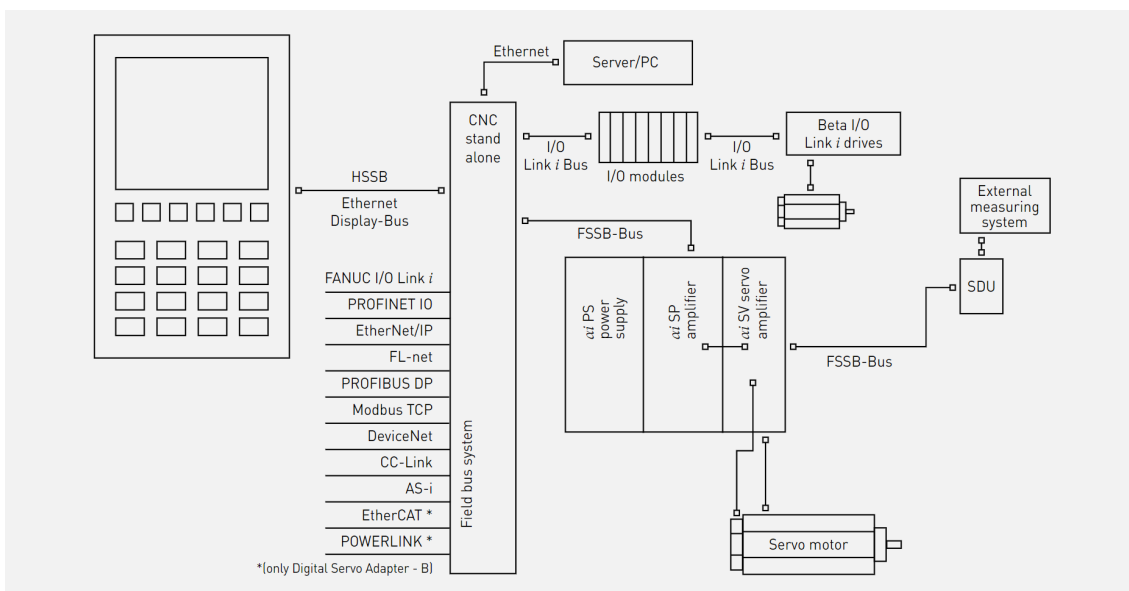 Ethernet
Server/PC
CNC
stand
alone
I/O
Link i Bus
I/O modules
I/O
Link i Bus
Beta I/O
Link i drives
HSSB
Ethernet
Display-Bus
FSSB-Bus
External
measuring
system
SDU
FANUC I/O Link i
PROFINET IO
EtherNet/IP
FL-net
PROFIBUS DP
Modbus TCP
DeviceNet
CC-Link
AS-i
EtherCAT *
POWERLINK *
*(only Digital Servo Adapter - B)
Field bus system
αi PS
power
supply
αi SP
amplifier
αi SV servo
amplifier
FSSB-Bus
Servo motor